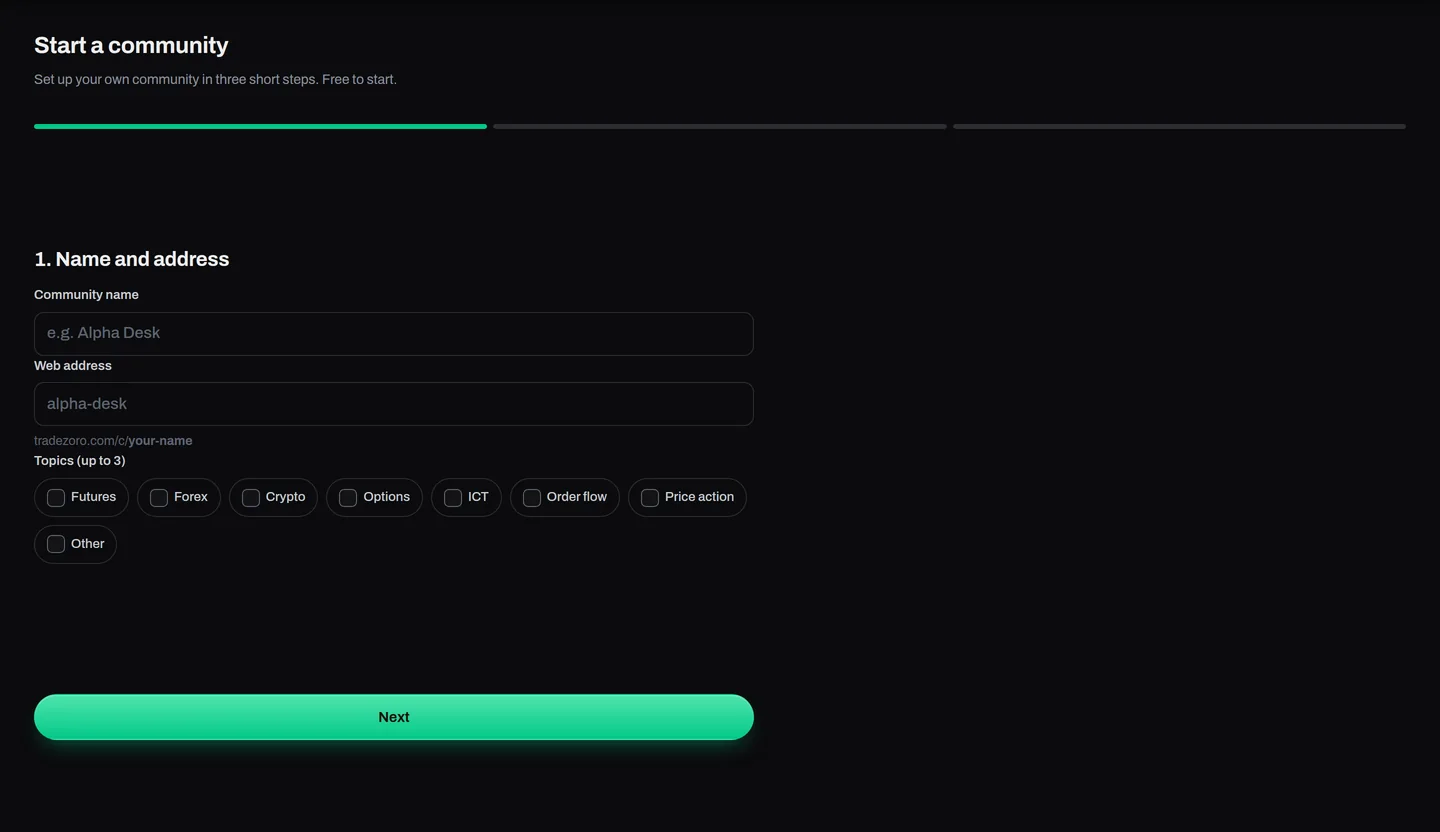 Start a community
Set up your own community in three short steps. Free to start.
1. Name and address
Community name
e.g. Alpha Desk
Web address
alpha-desk
tradezoro.com/c/your-name
Topics (up to 3)
Futures Forex Crypto Options ICT Order flow Price action
Other
Next